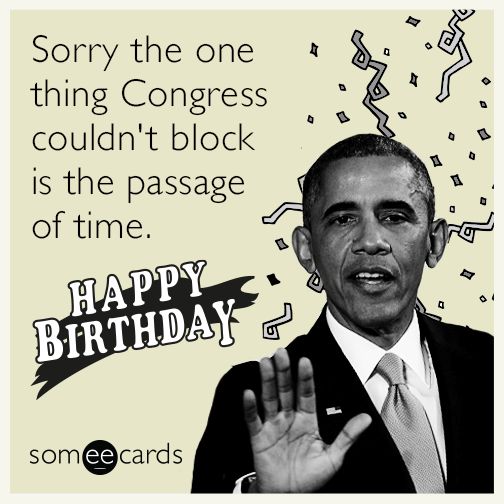 Sorry the one
thing Congress
couldn't block
is the passage
of time.
HAPPY
BIRTHDAY
someecards